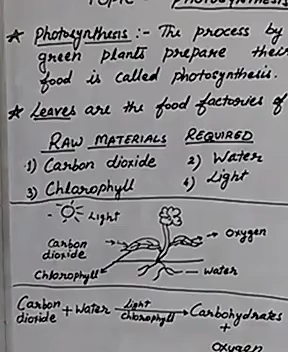 TOPIC - PHOTOSYNTHESIS
★ Photosynthesis :- The process by
green plants prepare their
food is called photosynthesis.
★ Leaves are the food factories of
RAW MATERIALS REQUIRED
1) Carbon dioxide 2) Water
3) Chlorophyll 4) Light
- Light
Oxygen
Carbon
dioxide
Chlorophyll
Water
Carbon
dioxide + Water Light
Chlorophyll → Carbohydrates
+
Oxygen